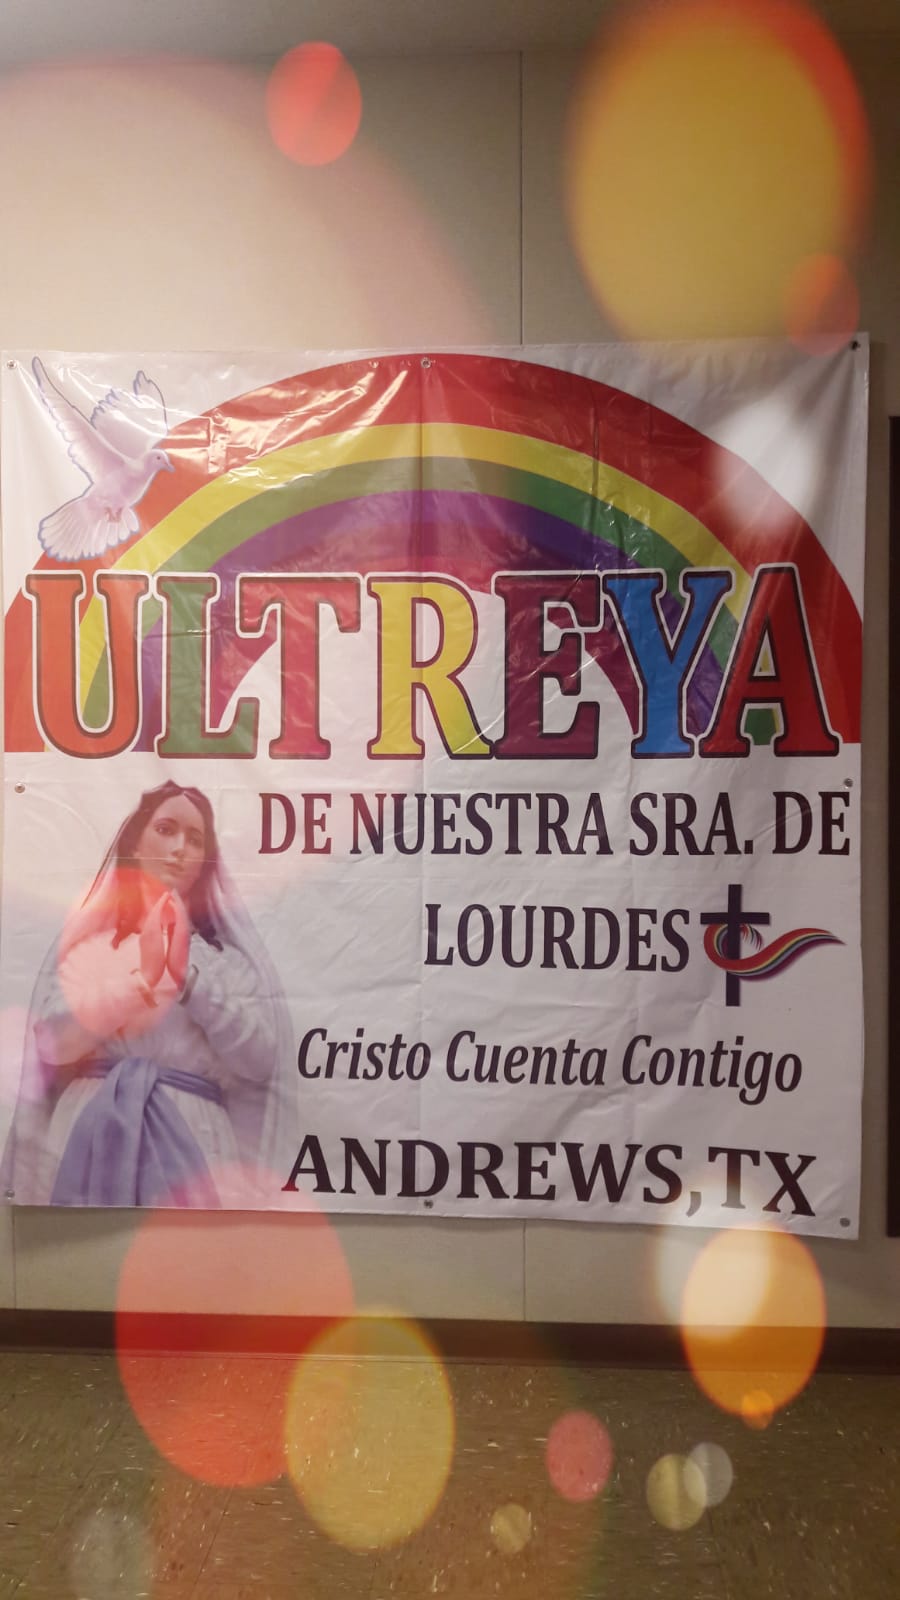 ULTREYA
DE NUESTRA SRA. DE
LOURDES
Cristo Cuenta Contigo
ANDREWS, TX